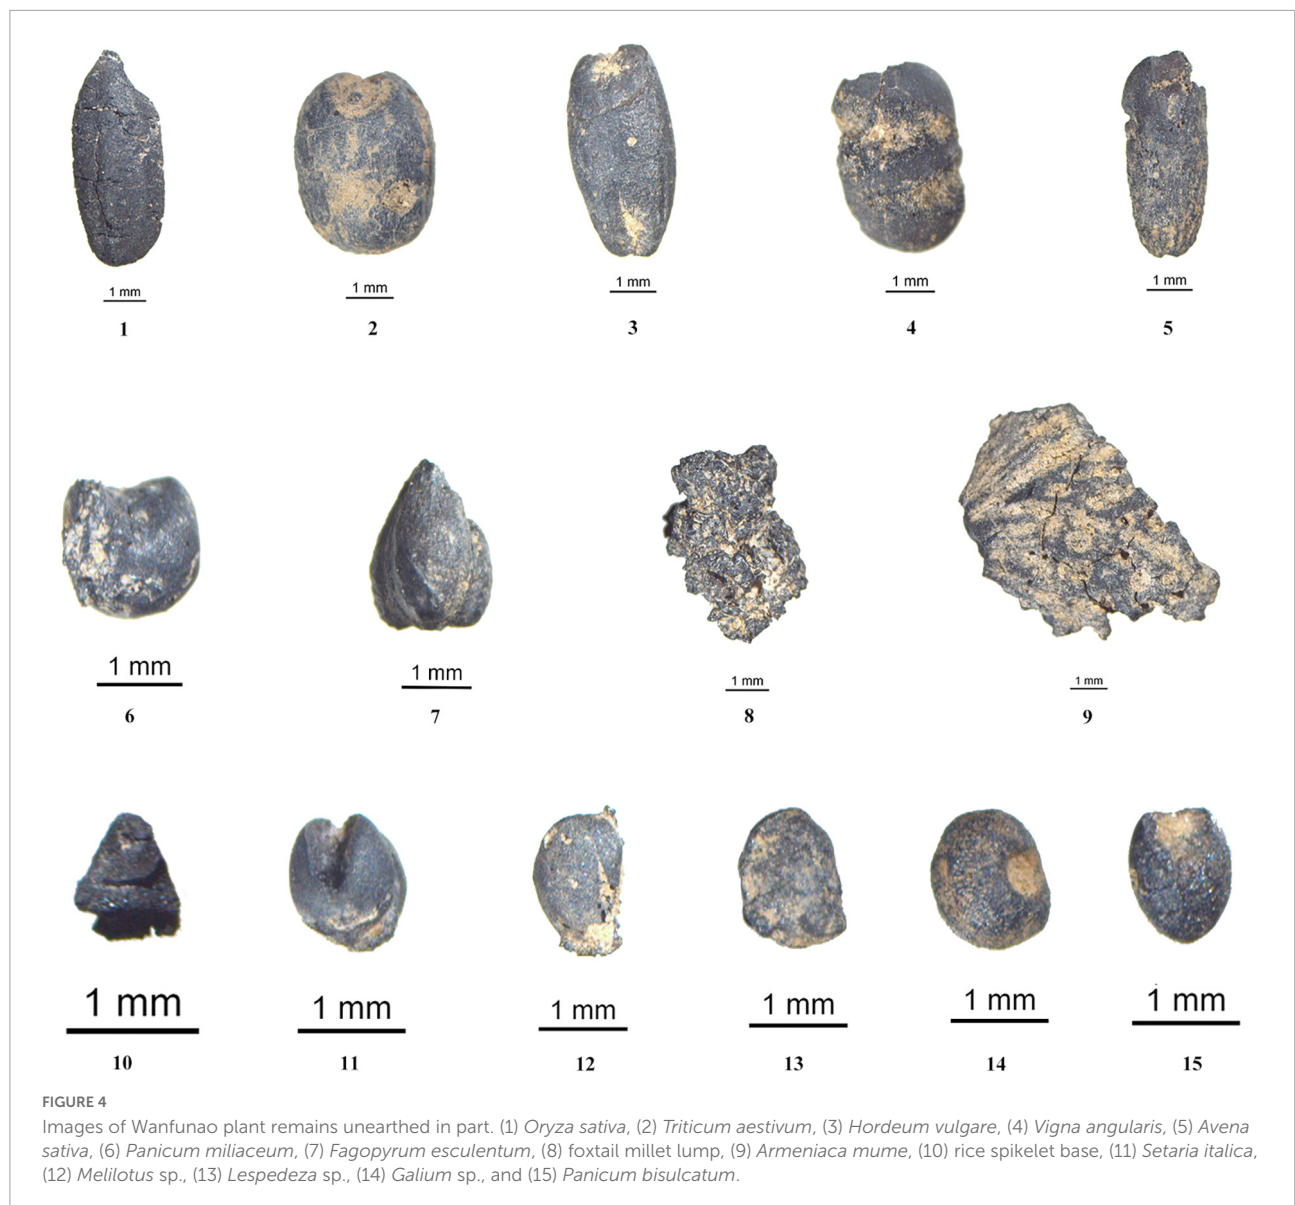 1 mm
1 mm
1 mm
1 mm
1 mm
1
2
3
4
5
1 mm
1 mm
1 mm
1 mm
6
7
8
9
1 mm
1 mm
1 mm
1 mm
1 mm
1 mm
10
11
12
13
14
15
FIGURE 4
Images of Wanfunao plant remains unearthed in part. (1) Oryza sativa, (2) Triticum aestivum, (3) Hordeum vulgare, (4) Vigna angularis, (5) Avena
sativa, (6) Panicum miliaceum, (7) Fagopyrum esculentum, (8) foxtail millet lump, (9) Armeniaca mume, (10) rice spikelet base, (11) Setaria italica,
(12) Melilotus sp., (13) Lespedeza sp., (14) Galium sp., and (15) Panicum bisulcatum.